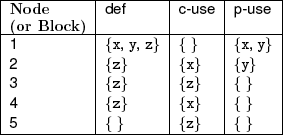 Node def c-use p-use
(or Block)
1 {x, y, z} { } {x, y}
2 {z} {x} {y}
3 {z} {z} { }
4 {z} {x} { }
5 { } {z} { }